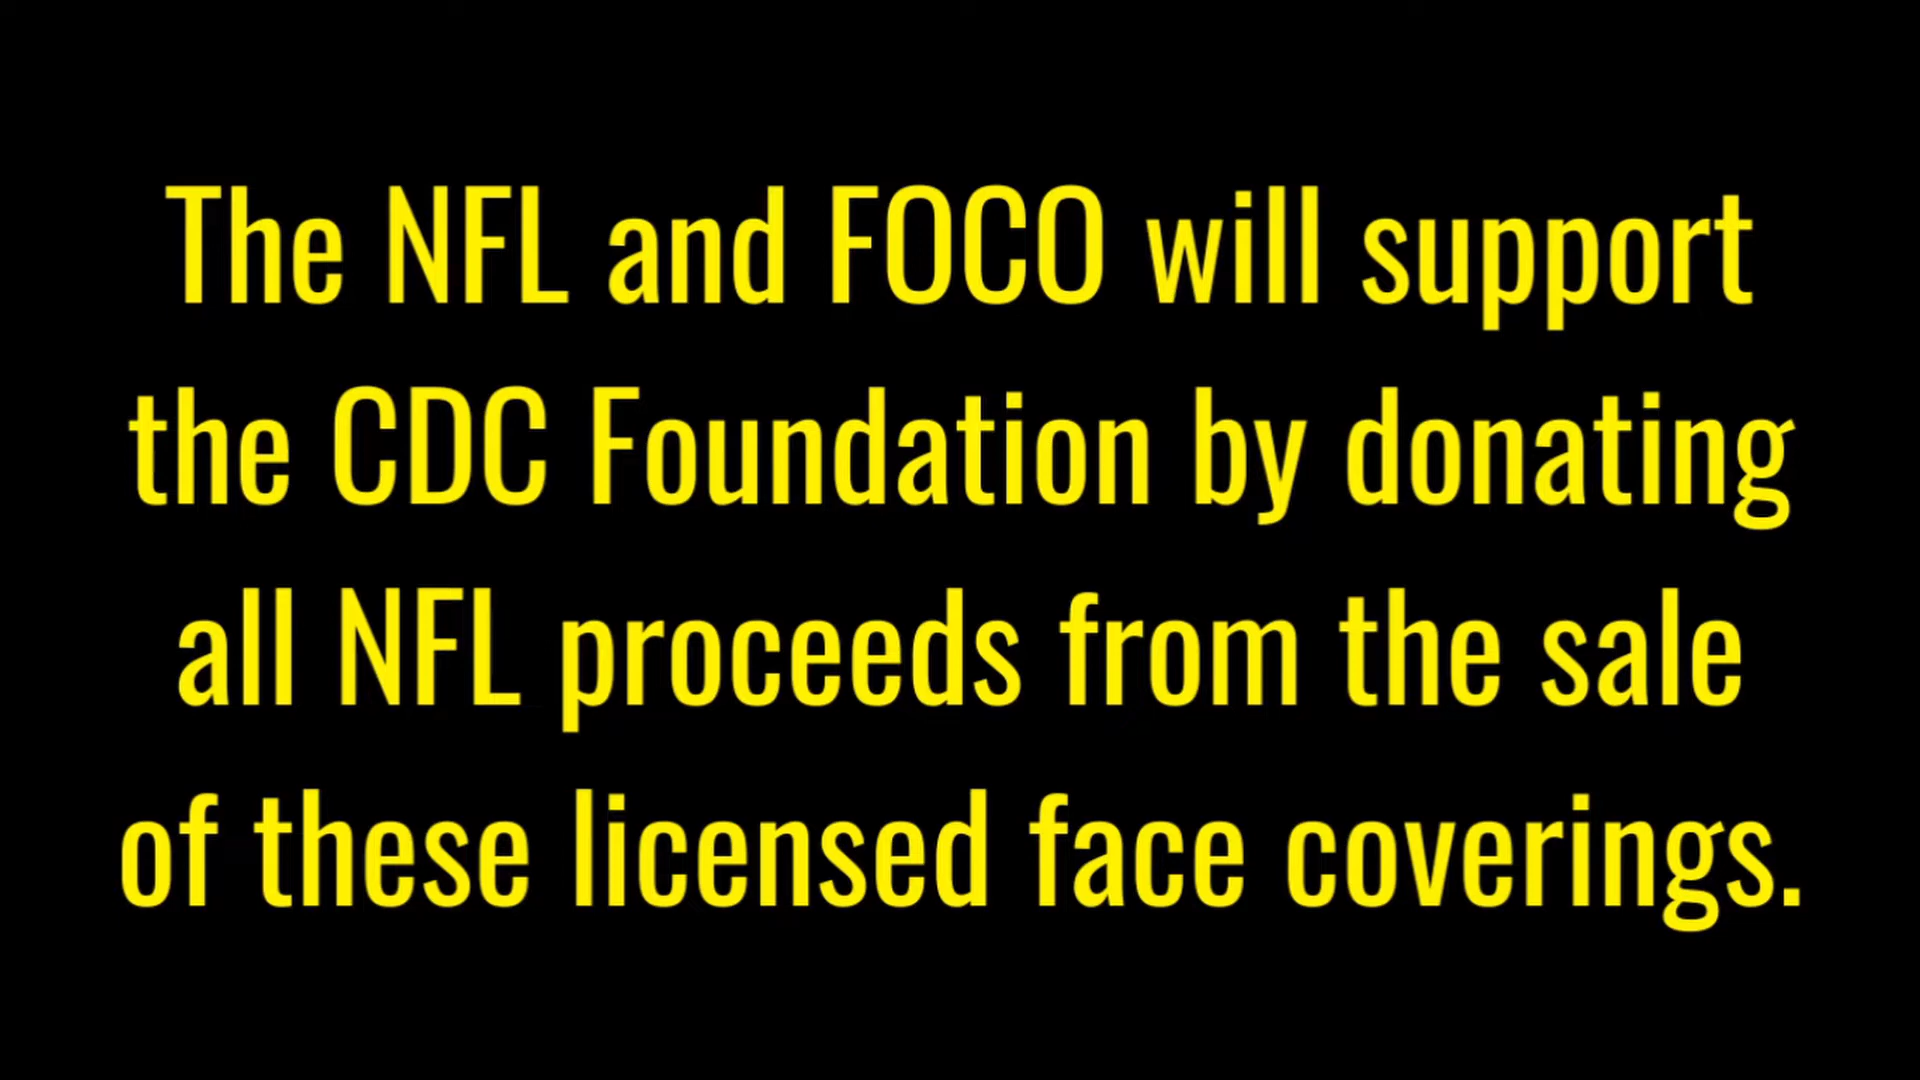 The NFL and FOCO will support
the CDC Foundation by donating
all NFL proceeds from the sale
of these licensed face coverings.